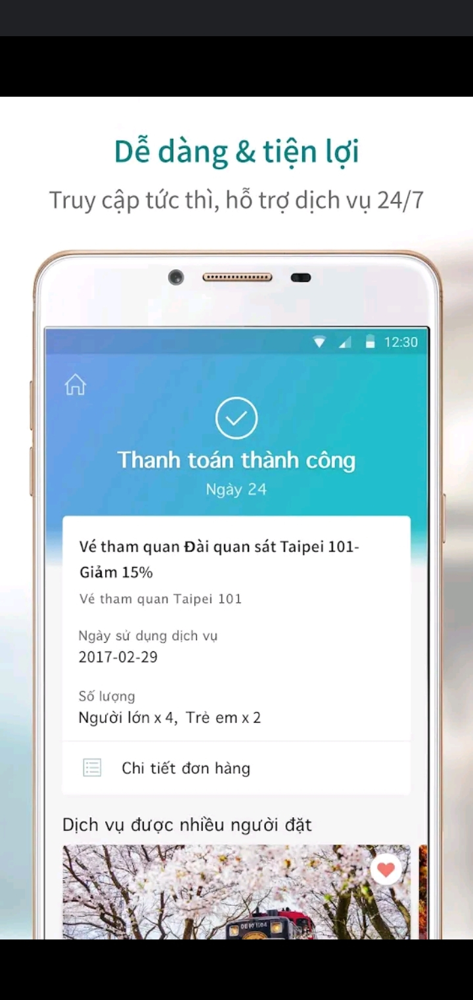 Dễ dàng & tiện lợi
Truy cập tức thì, hỗ trợ dịch vụ 24/7
12:30
Thanh toán thành công
Ngày 24
Vé tham quan Đài quan sát Taipei 101-
Giảm 15%
Vé tham quan Taipei 101
Ngày sử dụng dịch vụ
2017-02-29
Số lượng
Người lớn x 4, Trẻ em x 2
Chi tiết đơn hàng
Dịch vụ được nhiều người đặt
DE10 1104